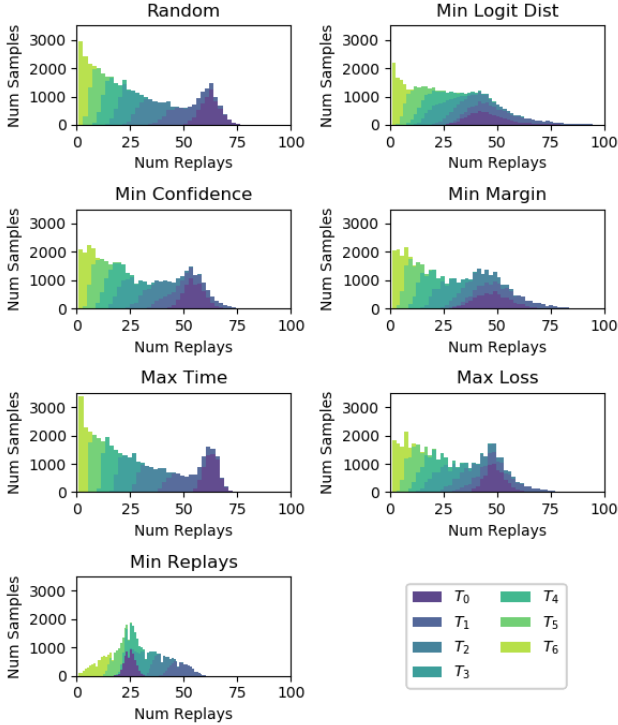 Random
3000
2000
1000
0
Num Samples
0 25 50 75 100
Num Replays
Min Logit Dist
3000
2000
1000
0
Num Samples
0 25 50 75 100
Num Replays
Min Confidence
3000
2000
1000
0
Num Samples
0 25 50 75 100
Num Replays
Min Margin
3000
2000
1000
0
Num Samples
0 25 50 75 100
Num Replays
Max Time
3000
2000
1000
0
Num Samples
0 25 50 75 100
Num Replays
Max Loss
3000
2000
1000
0
Num Samples
0 25 50 75 100
Num Replays
Min Replays
3000
2000
1000
0
Num Samples
0 25 50 75 100
Num Replays
T₀
T₁
T₂
T₃
T₄
T₅
T₆